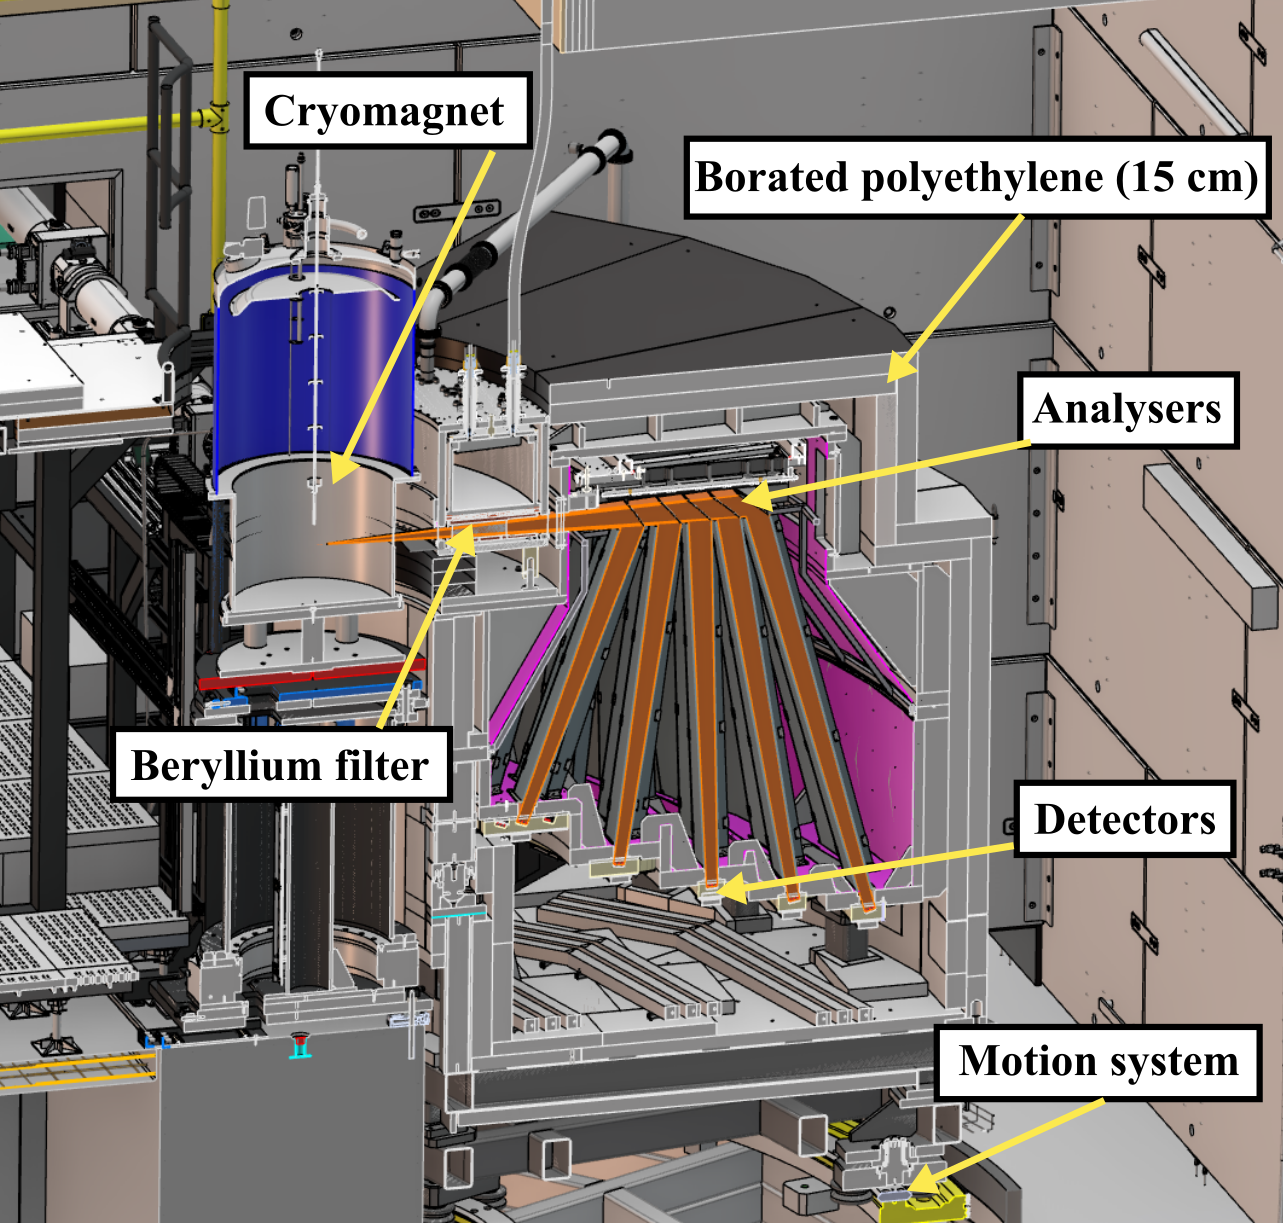 Cryomagnet
Borated polyethylene (15 cm)
Analysers
Beryllium filter
Detectors
Motion system